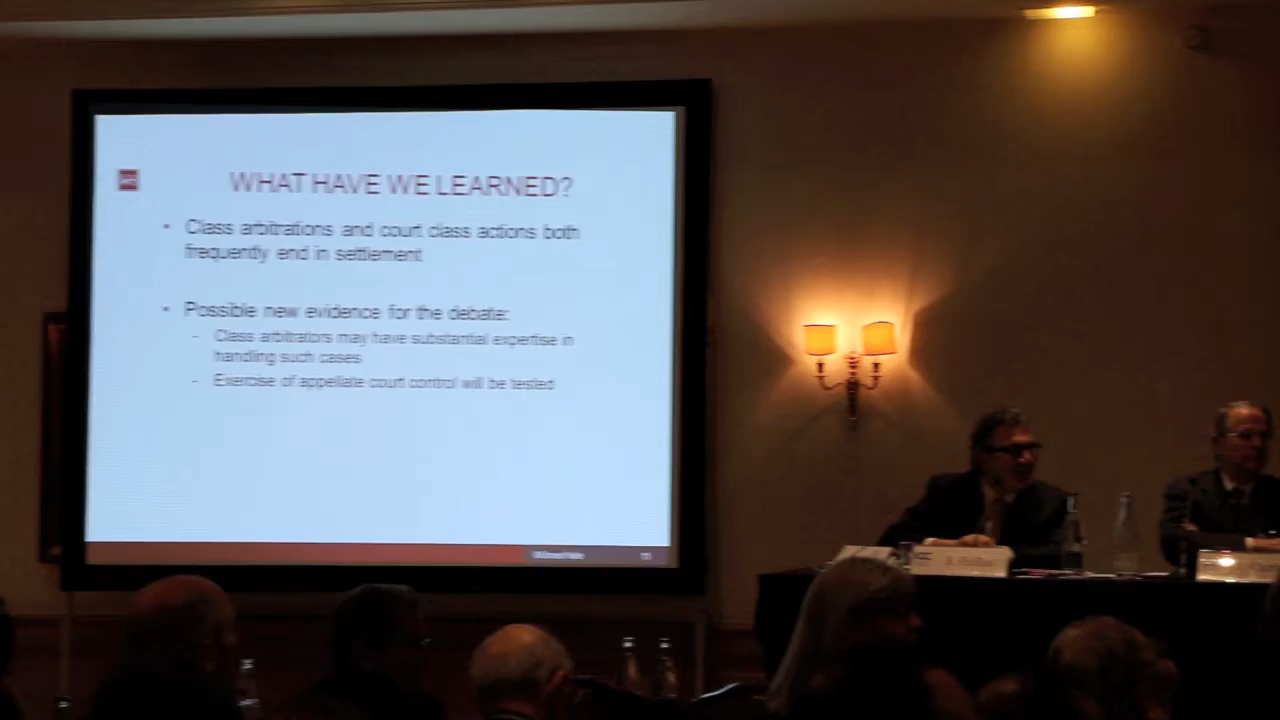 WHAT HAVE WE LEARNED?
• Class arbitrations and court class actions both
frequently end in settlement
• Possible new evidence for the debate:
- Class arbitrators may have substantial expertise in
handling such cases
- Exercise of appellate court control will be tested